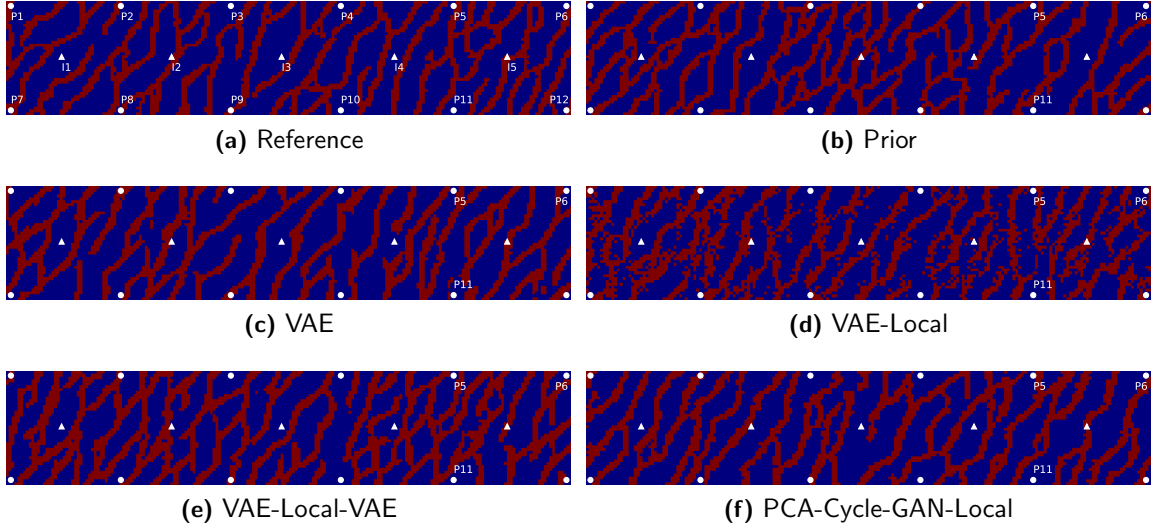 P1 P2 P3 P4 P5 P6
I1 I2 I3 I4 I5
P7 P8 P9 P10 P11 P12
(a) Reference
P5 P6
P11
(b) Prior
P5 P6
P11
(c) VAE
P5 P6
P11
(d) VAE-Local
P5 P6
P11
(e) VAE-Local-VAE
P5 P6
P11
(f) PCA-Cycle-GAN-Local